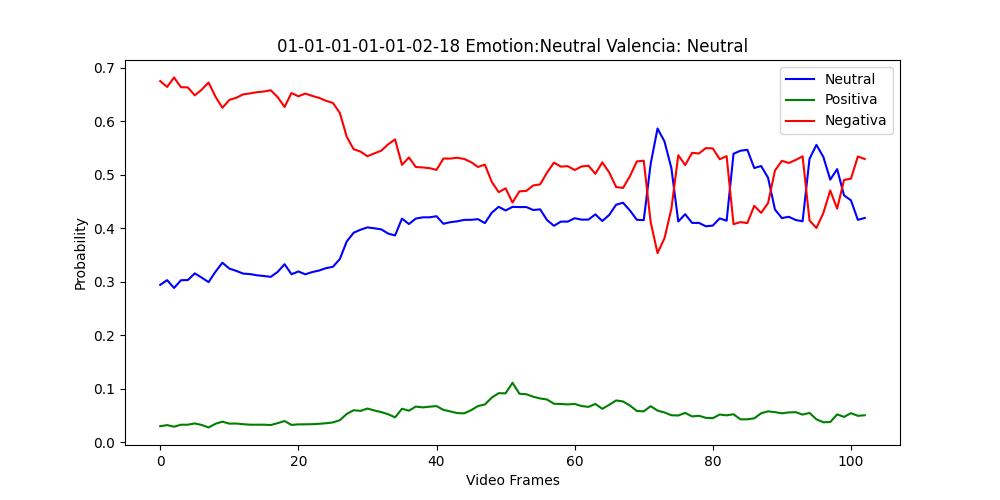 01-01-01-01-01-02-18 Emotion:Neutral Valencia: Neutral
Neutral
Positiva
Negativa
Probability
0.7
0.6
0.5
0.4
0.3
0.2
0.1
0.0
0 20 40 60 80 100
Video Frames